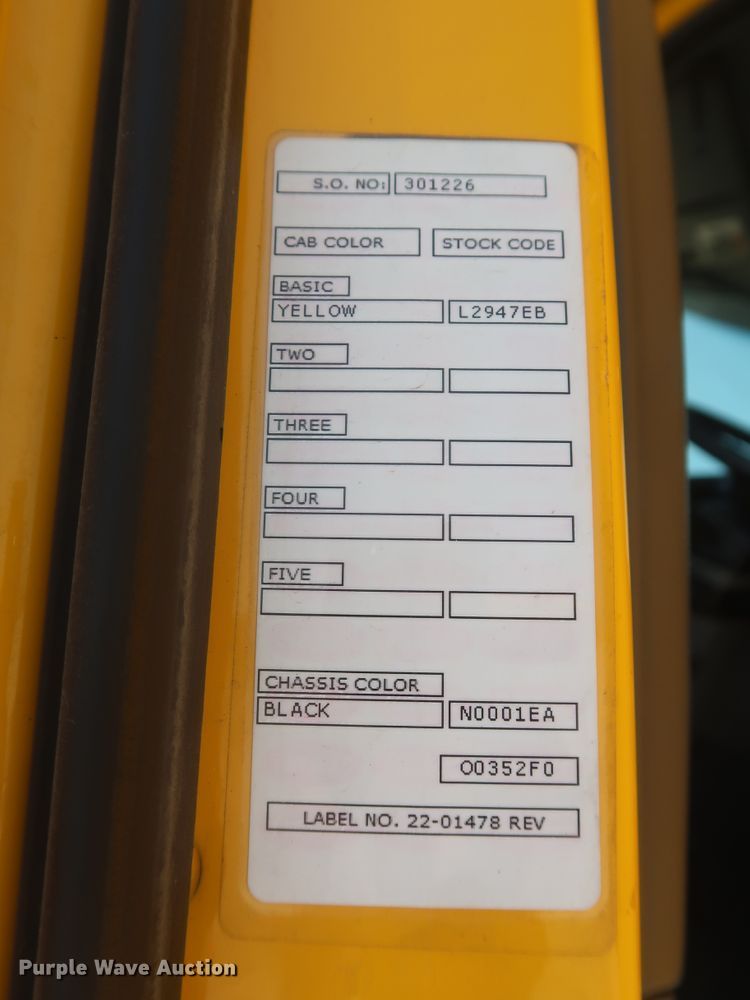 S.O. NO: 301226
CAB COLOR STOCK CODE
BASIC
YELLOW L2947EB
TWO
THREE
FOUR
FIVE
CHASSIS COLOR
BLACK N0001EA
00352F0
LABEL NO. 22-01478 REV
Purple Wave Auction